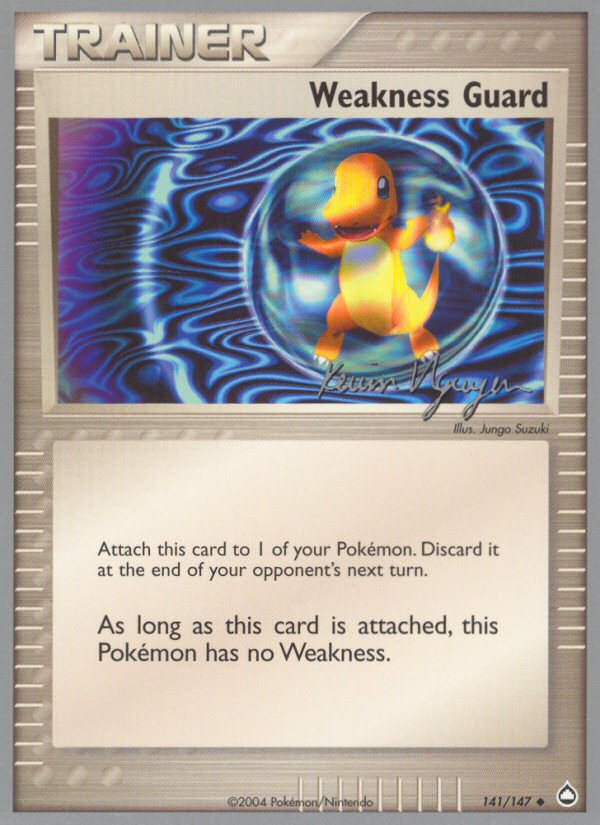 TRAINER
Weakness Guard
Kevin Nguyen
Illus. Jungo Suzuki
Attach this card to 1 of your Pokémon. Discard it
at the end of your opponent's next turn.
As long as this card is attached, this
Pokémon has no Weakness.
©2004 Pokémon/Nintendo
141/147